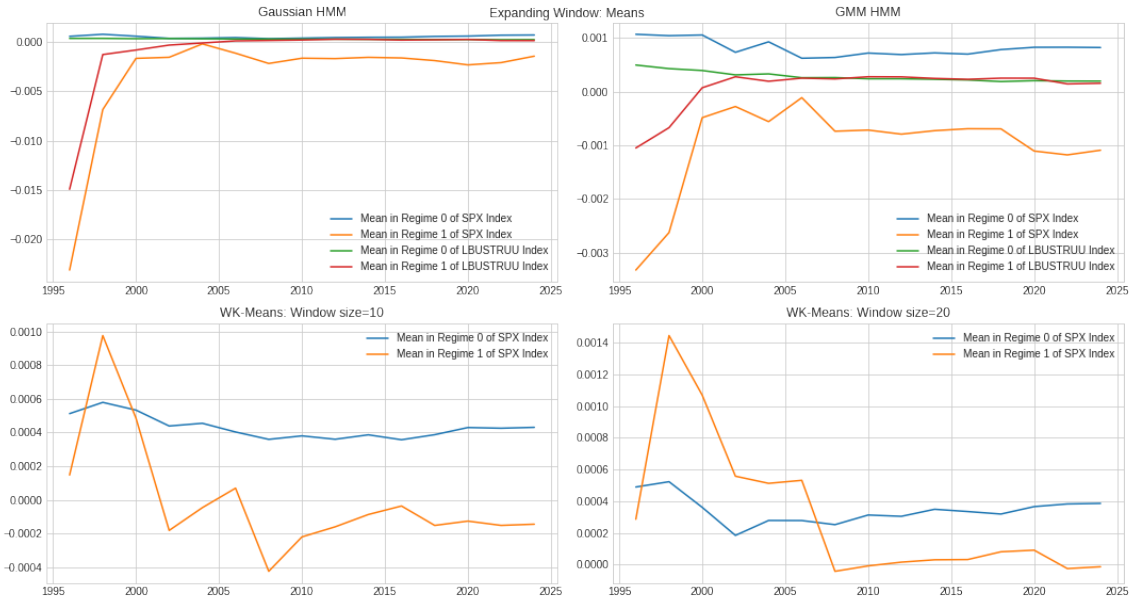 Expanding Window: Means
Gaussian HMM
0.000
−0.005
−0.010
−0.015
−0.020
1995 2000 2005 2010 2015 2020 2025
Mean in Regime 0 of SPX Index
Mean in Regime 1 of SPX Index
Mean in Regime 0 of LBUSTRUU Index
Mean in Regime 1 of LBUSTRUU Index
GMM HMM
0.001
0.000
−0.001
−0.002
−0.003
1995 2000 2005 2010 2015 2020 2025
Mean in Regime 0 of SPX Index
Mean in Regime 1 of SPX Index
Mean in Regime 0 of LBUSTRUU Index
Mean in Regime 1 of LBUSTRUU Index
WK-Means: Window size=10
0.0010
0.0008
0.0006
0.0004
0.0002
0.0000
−0.0002
−0.0004
1995 2000 2005 2010 2015 2020 2025
Mean in Regime 0 of SPX Index
Mean in Regime 1 of SPX Index
WK-Means: Window size=20
0.0014
0.0012
0.0010
0.0008
0.0006
0.0004
0.0002
0.0000
1995 2000 2005 2010 2015 2020 2025
Mean in Regime 0 of SPX Index
Mean in Regime 1 of SPX Index